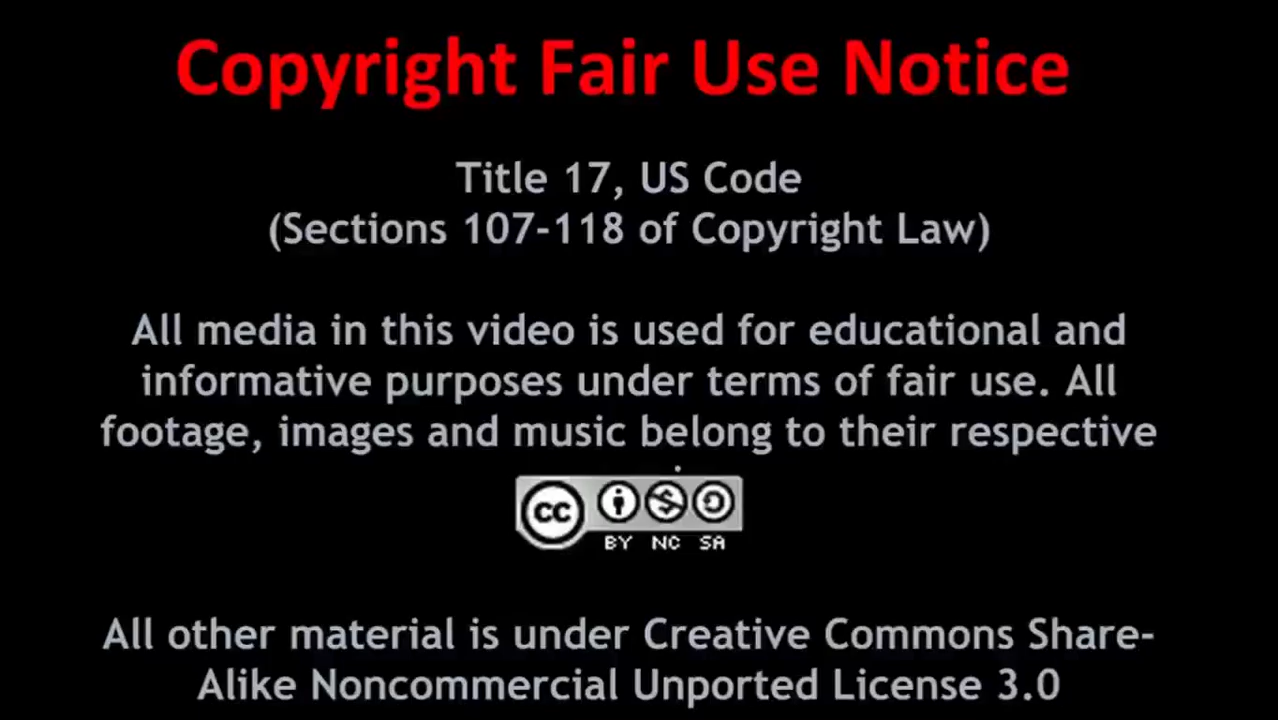 Copyright Fair Use Notice
Title 17, US Code
(Sections 107-118 of Copyright Law)
All media in this video is used for educational and
informative purposes under terms of fair use. All
footage, images and music belong to their respective
.
cc
BY NC SA
All other material is under Creative Commons Share-
Alike Noncommercial Unported License 3.0